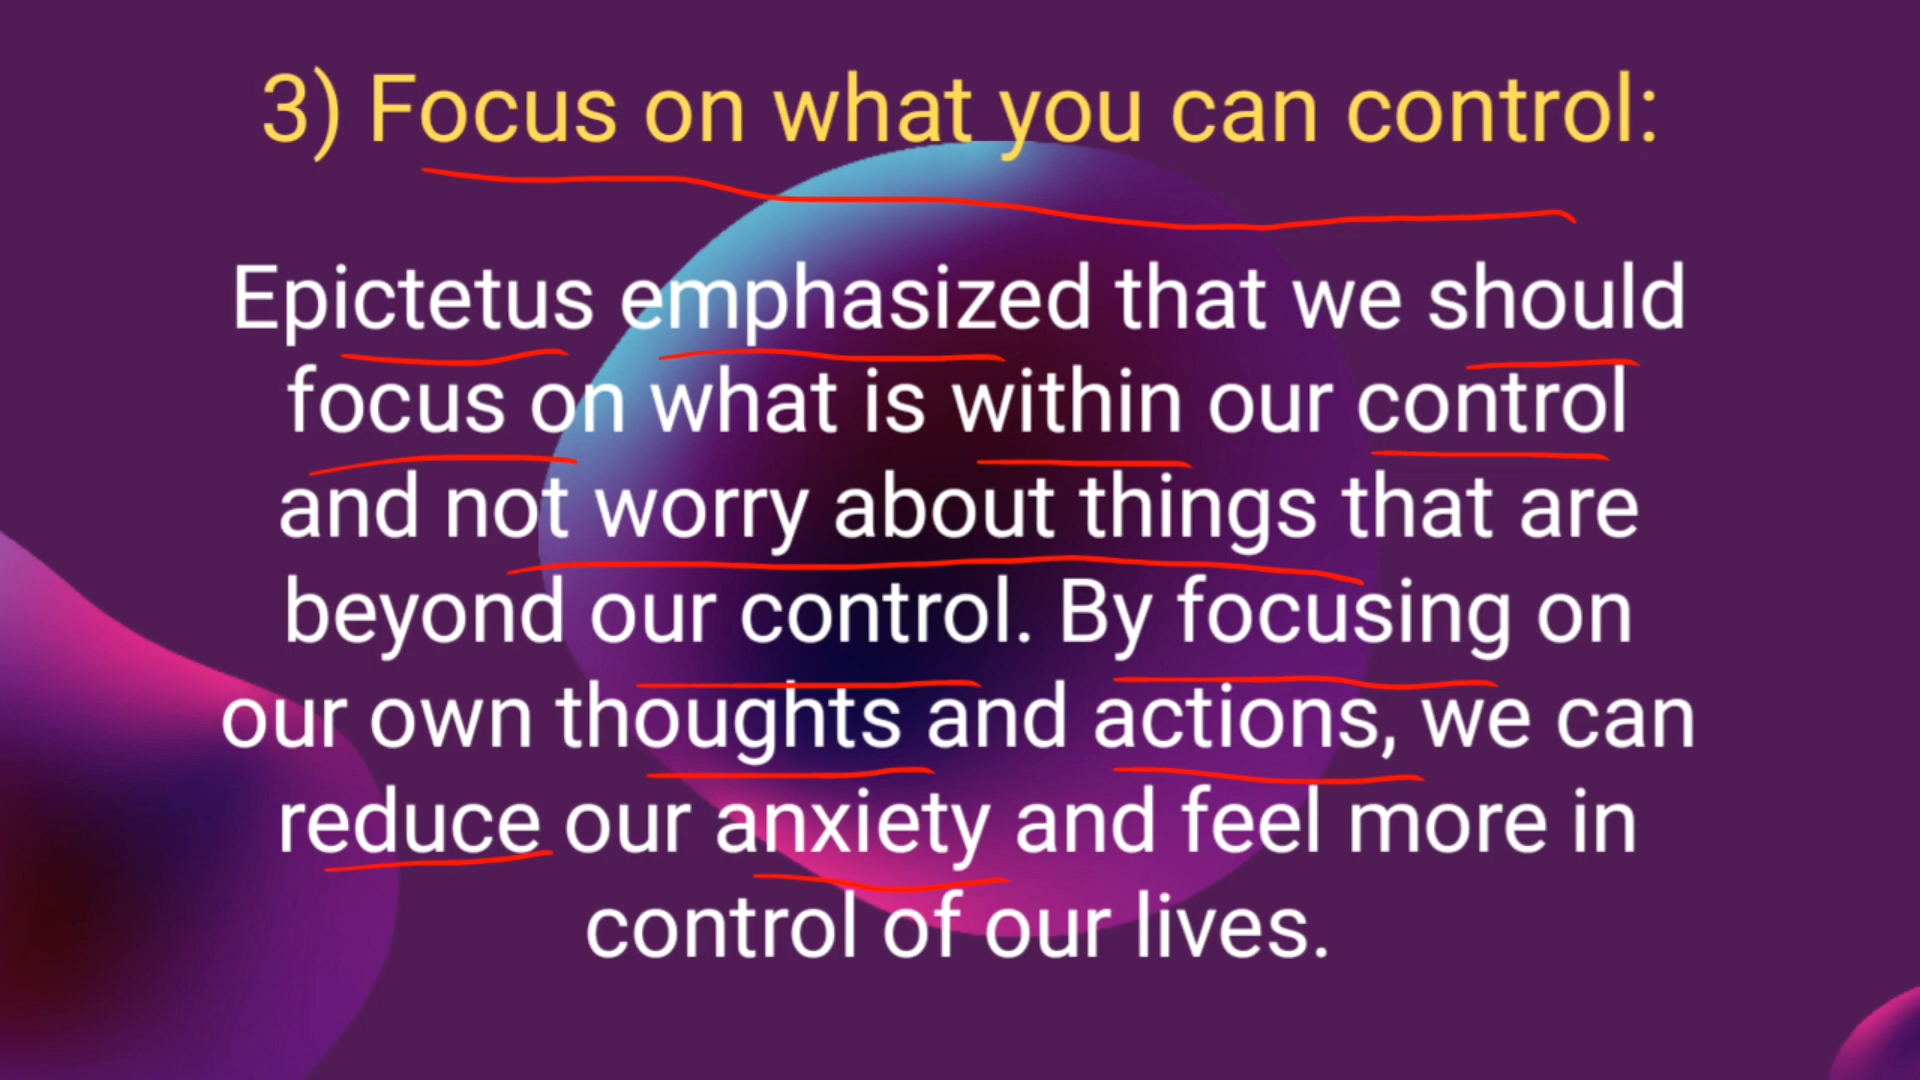 3) Focus on what you can control:
Epictetus emphasized that we should
focus on what is within our control
and not worry about things that are
beyond our control. By focusing on
our own thoughts and actions, we can
reduce our anxiety and feel more in
control of our lives.